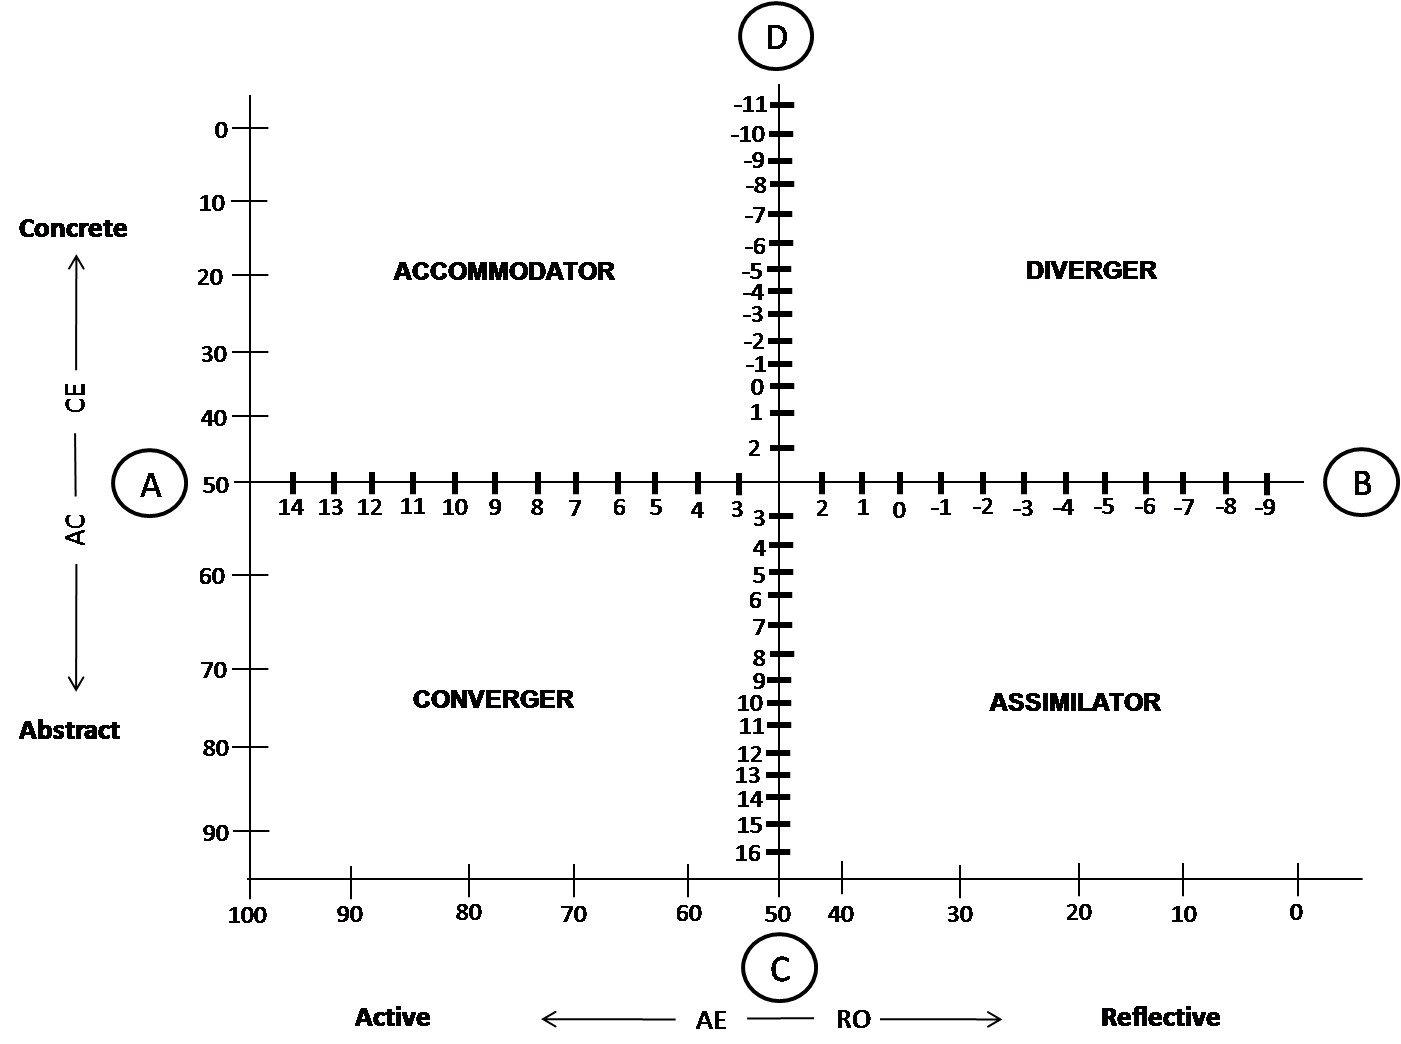 D
-11
0
-10
-9
-8
10
-7
Concrete
-6
ACCOMMODATOR
DIVERGER
20
-5
-4
-3
-2
30
-1
0
CE
40
1
2
A
50
B
14 13 12 11 10 9 8 7 6 5 4 3 2 1 0 -1 -2 -3 -4 -5 -6 -7 -8 -9
3
AC
4
60
5
6
7
8
70
9
CONVERGER
ASSIMILATOR
10
11
Abstract
80
12
13
14
90
15
16
100 90 80 70 60 50 40 30 20 10 0
C
Active
AE
RO
Reflective